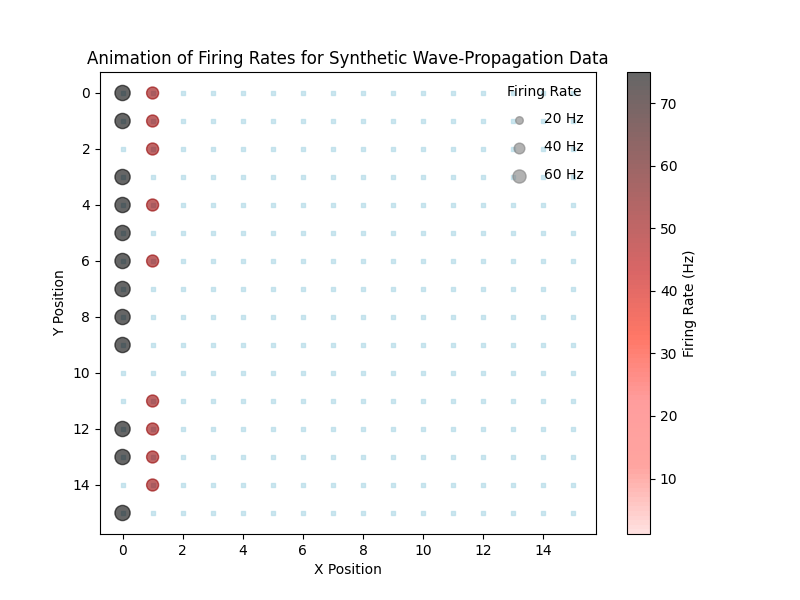 Animation of Firing Rates for Synthetic Wave-Propagation Data
Firing Rate
20 Hz
40 Hz
60 Hz
0
2
4
6
8
10
12
14
Y Position
0
2
4
6
8
10
12
14
X Position
70
60
50
40
30
20
10
Firing Rate (Hz)